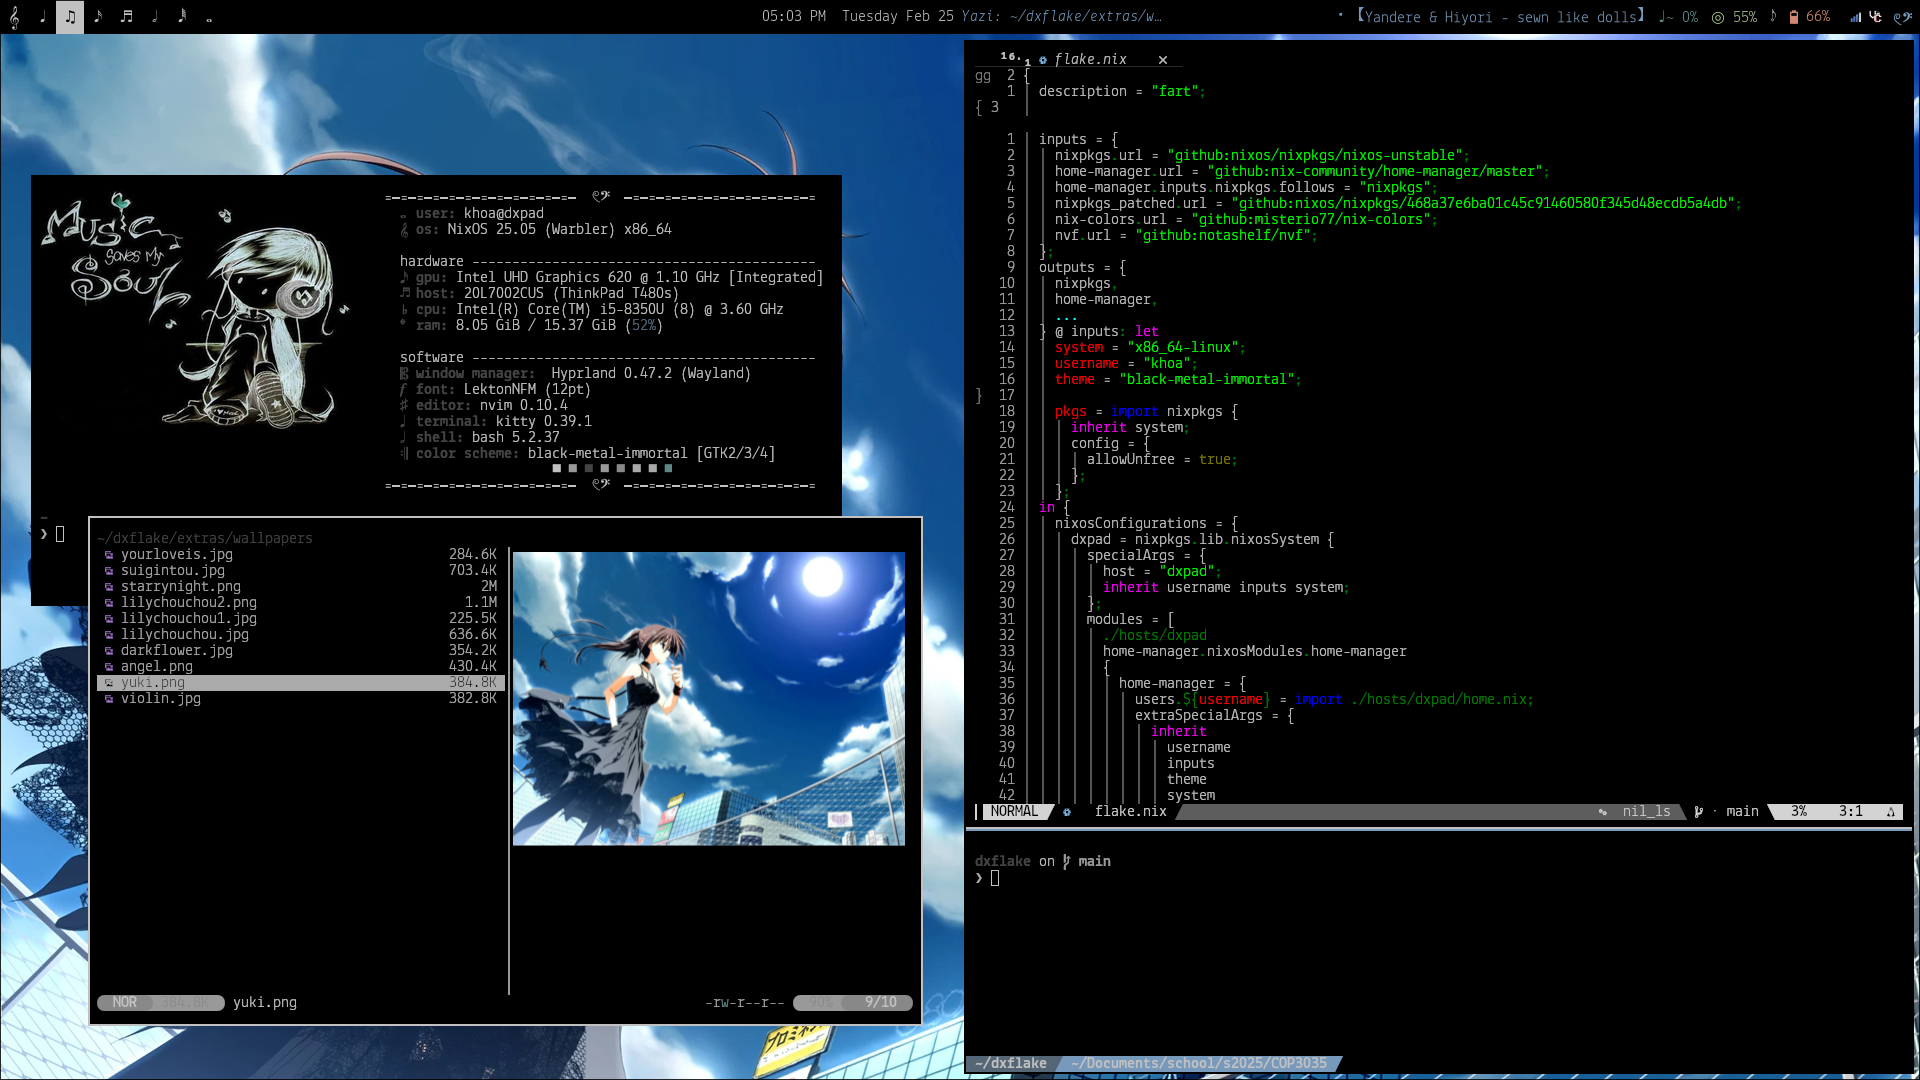 05:03 PM  Tuesday Feb 25 Yazi: ~/dxflake/extras/w…
【Yandere & Hiyori - sewn like dolls】 ♩~ 0% ◎ 55% ♪ 66%
Music
Saves My
Soul
user: khoa@dxpad
os: NixOS 25.05 (Warbler) x86_64
hardware -------------------------------------------
gpu: Intel UHD Graphics 620 @ 1.10 GHz [Integrated]
host: 20L7002CUS (ThinkPad T480s)
cpu: Intel(R) Core(TM) i5-8350U (8) @ 3.60 GHz
ram: 8.05 GiB / 15.37 GiB (52%)
software -------------------------------------------
window manager:  Hyprland 0.47.2 (Wayland)
font: LektonNFM (12pt)
editor: nvim 0.10.4
terminal: kitty 0.39.1
shell: bash 5.2.37
color scheme: black-metal-immortal [GTK2/3/4]
~
❯
~/dxflake/extras/wallpapers
yourloveis.jpg 284.6K
suigintou.jpg 703.4K
starrynight.png 2M
lilychouchou2.png 1.1M
lilychouchou1.jpg 225.5K
lilychouchou.jpg 636.6K
darkflower.jpg 354.2K
angel.png 430.4K
yuki.png 384.8K
violin.jpg 382.8K
NOR 384.8K yuki.png -rw-r--r-- 90% 9/10
16. 1 flake.nix ×
gg 2 {
1 description = "fart";
{ 3
1 inputs = {
2 nixpkgs.url = "github:nixos/nixpkgs/nixos-unstable";
3 home-manager.url = "github:nix-community/home-manager/master";
4 home-manager.inputs.nixpkgs.follows = "nixpkgs";
5 nixpkgs_patched.url = "github:nixos/nixpkgs/468a37e6ba01c45c91460580f345d48ecdb5a4db";
6 nix-colors.url = "github:misterio77/nix-colors";
7 nvf.url = "github:notashelf/nvf";
8 };
9 outputs = {
10 nixpkgs,
11 home-manager,
12 ...
13 } @ inputs: let
14 system = "x86_64-linux";
15 username = "khoa";
16 theme = "black-metal-immortal";
} 17
18 pkgs = import nixpkgs {
19 inherit system;
20 config = {
21 allowUnfree = true;
22 };
23 };
24 in {
25 nixosConfigurations = {
26 dxpad = nixpkgs.lib.nixosSystem {
27 specialArgs = {
28 host = "dxpad";
29 inherit username inputs system;
30 };
31 modules = [
32 ./hosts/dxpad
33 home-manager.nixosModules.home-manager
34 {
35 home-manager = {
36 users.${username} = import ./hosts/dxpad/home.nix;
37 extraSpecialArgs = {
38 inherit
39 username
40 inputs
41 theme
42 system
NORMAL flake.nix nil_ls main 3% 3:1
dxflake on main
❯
~/dxflake ~/Documents/school/s2025/COP3035